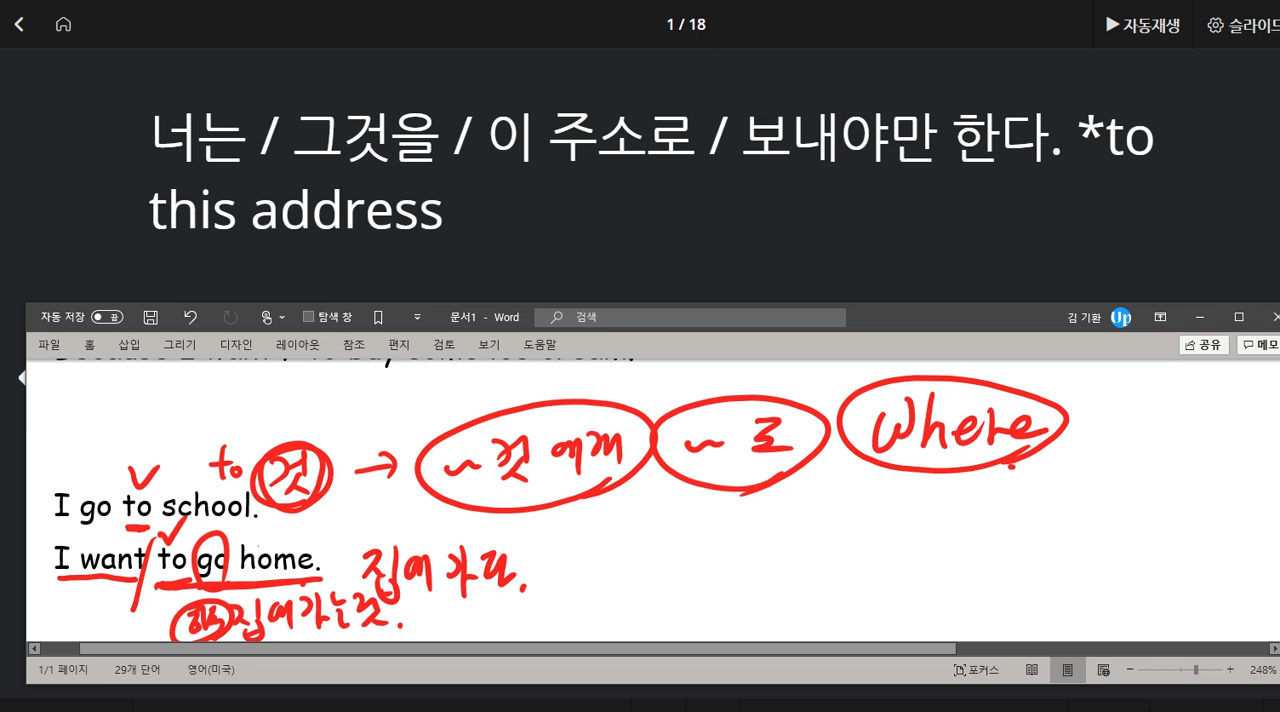 1 / 18
▶ 자동재생
슬라이드
너는 / 그것을 / 이 주소로 / 보내야만 한다. *to
this address
자동 저장 끔 탐색 창 문서1 - Word 검색 김 기환 Up
파일 홈 삽입 그리기 디자인 레이아웃 참조 편지 검토 보기 도움말 공유 메모
to 것 → ~것 에게 ~로 Where
I go to school.
I want to go home. 집에 가다.
집에 가는것.
1/1 페이지 29개 단어 영어(미국) 포커스 248%